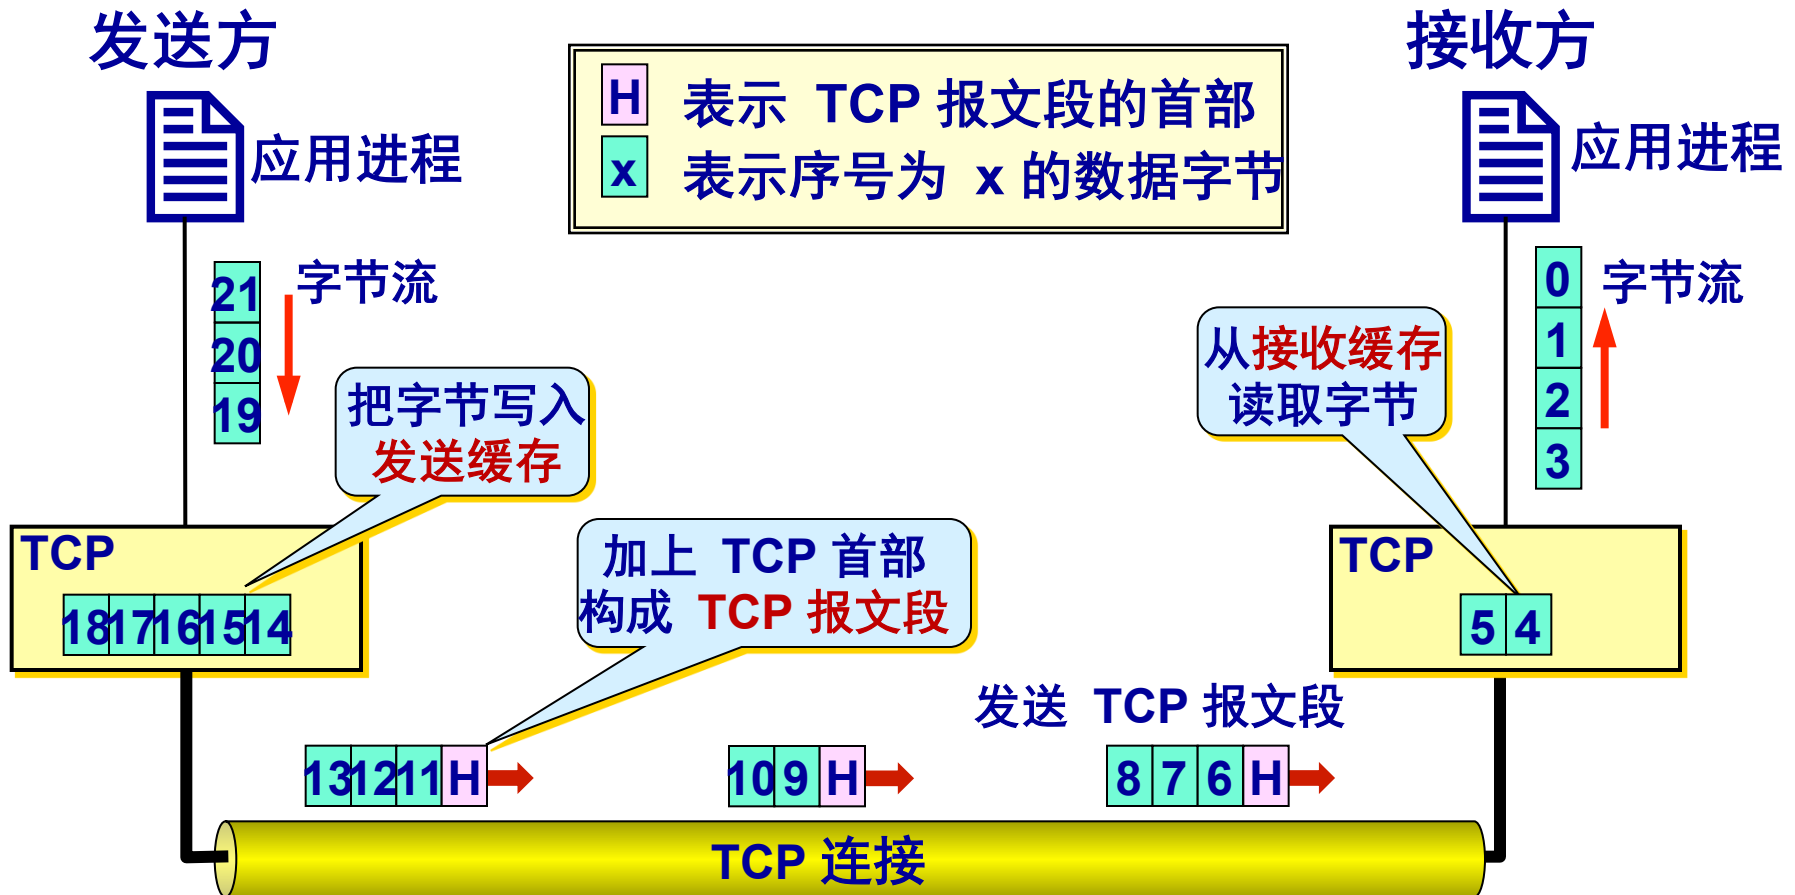 发送方
接收方
H 表示 TCP 报文段的首部
x 表示序号为 x 的数据字节
应用进程
应用进程
21
20
19
字节流
0
1
2
3
字节流
把字节写入
发送缓存
从接收缓存
读取字节
TCP
18 17 16 15 14
加上 TCP 首部
构成 TCP 报文段
TCP
5 4
发送 TCP 报文段
13 12 11 H
10 9 H
8 7 6 H
TCP 连接